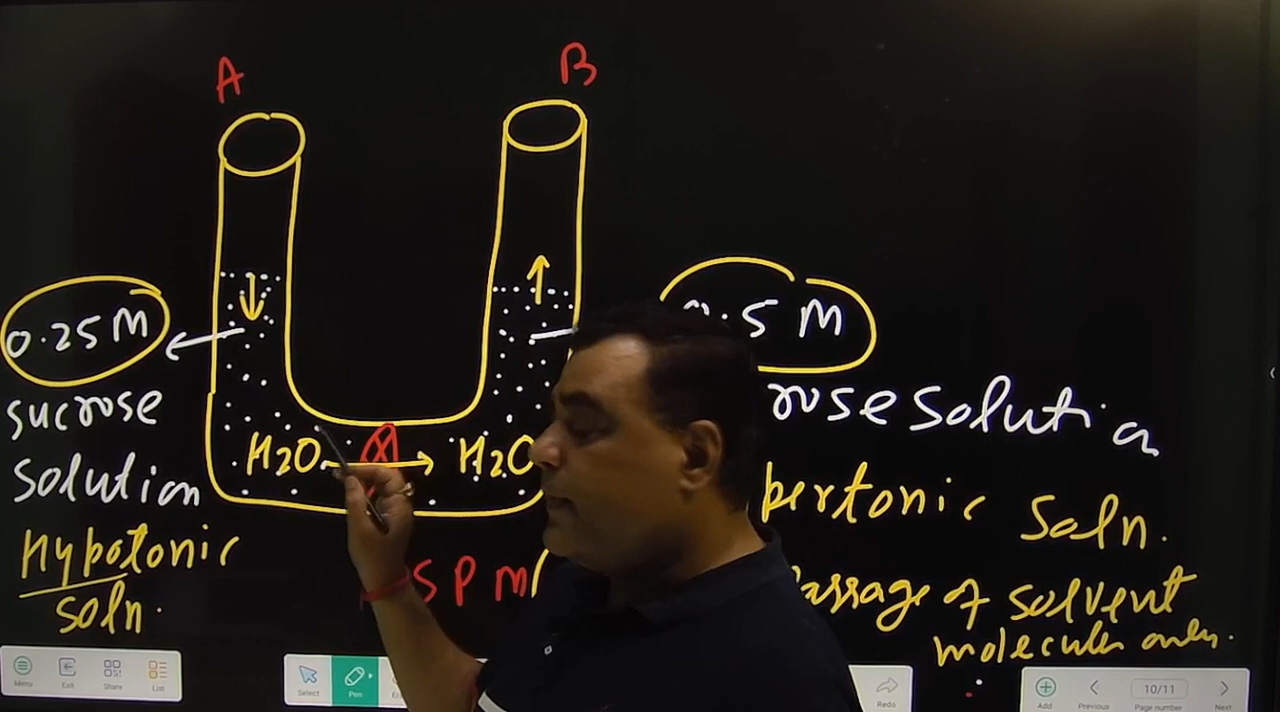 A
B
0.25 M
.5 M
sucrose
solution
Hypotonic
soln.
H2O → H2O
SPM
rose solution
pertonic soln.
assage of solvent
molecules only.
Menu
Exit
Share
List
Select
Pen
Redo
Add
Previous
10/11
Page number
Next